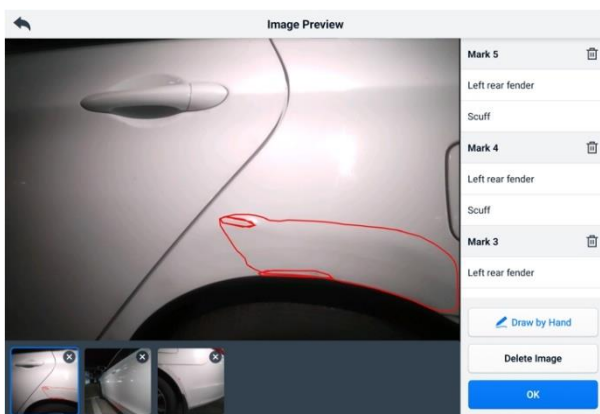 Image Preview
Mark 5
Left rear fender
Scuff
Mark 4
Left rear fender
Scuff
Mark 3
Left rear fender
Draw by Hand
Delete Image
OK